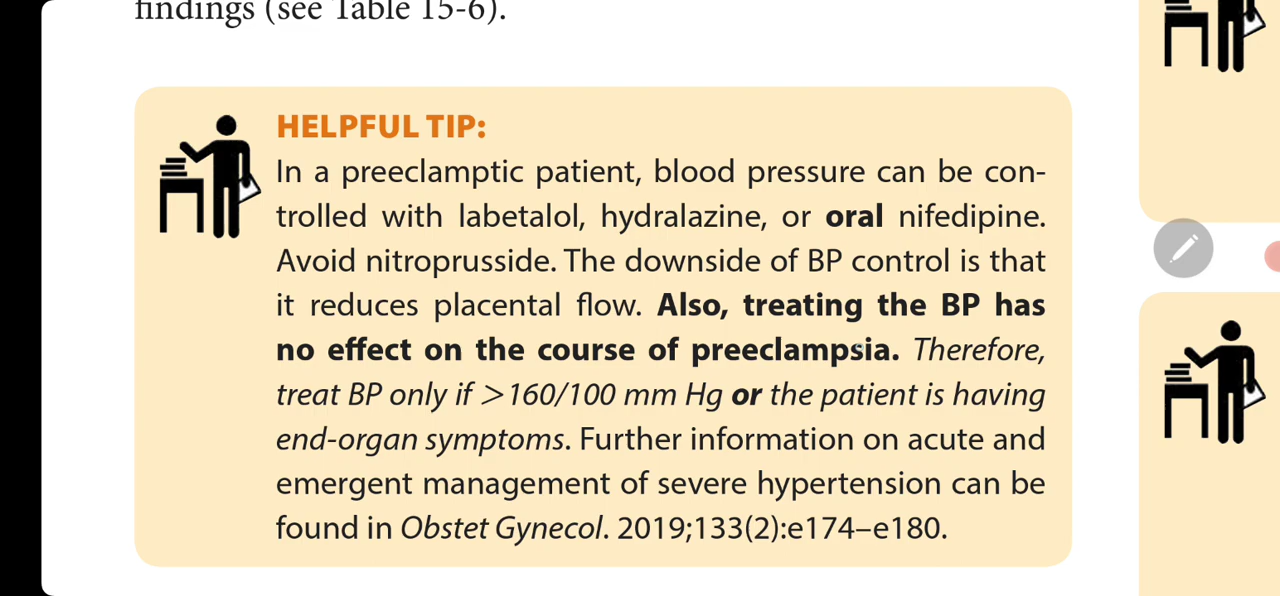 findings (see Table 15-6).
HELPFUL TIP:
In a preeclamptic patient, blood pressure can be con-
trolled with labetalol, hydralazine, or oral nifedipine.
Avoid nitroprusside. The downside of BP control is that
it reduces placental flow. Also, treating the BP has
no effect on the course of preeclampsia. Therefore,
treat BP only if >160/100 mm Hg or the patient is having
end-organ symptoms. Further information on acute and
emergent management of severe hypertension can be
found in Obstet Gynecol. 2019;133(2):e174–e180.